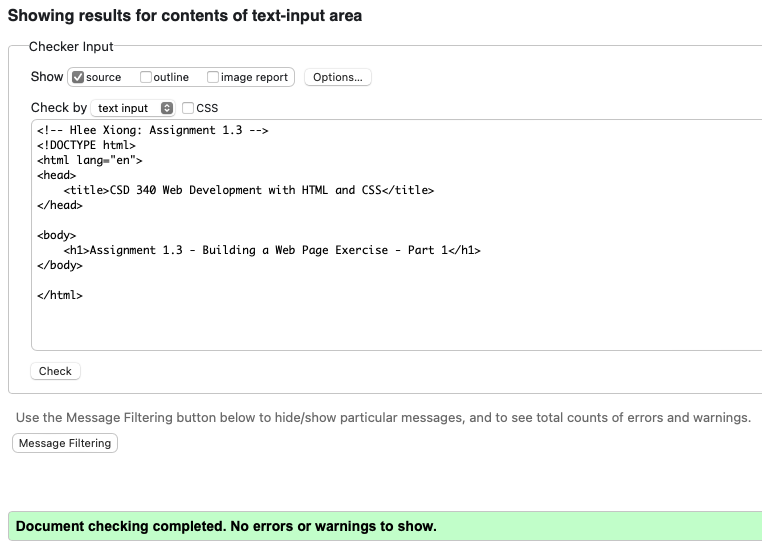 Showing results for contents of text-input area
Checker Input
Show source outline image report Options...
Check by text input CSS
<!-- Hlee Xiong: Assignment 1.3 -->
<!DOCTYPE html>
<html lang="en">
<head>
    <title>CSD 340 Web Development with HTML and CSS</title>
</head>

<body>
    <h1>Assignment 1.3 - Building a Web Page Exercise - Part 1</h1>
</body>

</html>
Check
Use the Message Filtering button below to hide/show particular messages, and to see total counts of errors and warnings.
Message Filtering
Document checking completed. No errors or warnings to show.